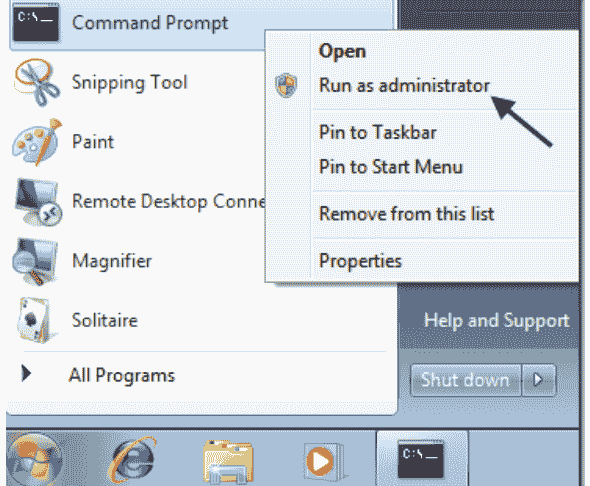 Command Prompt
Open
Run as administrator
Snipping Tool
Pin to Taskbar
Paint
Pin to Start Menu
Remote Desktop Conne
Remove from this list
Magnifier
Properties
Solitaire
Help and Support
All Programs
Shut down
C:\_